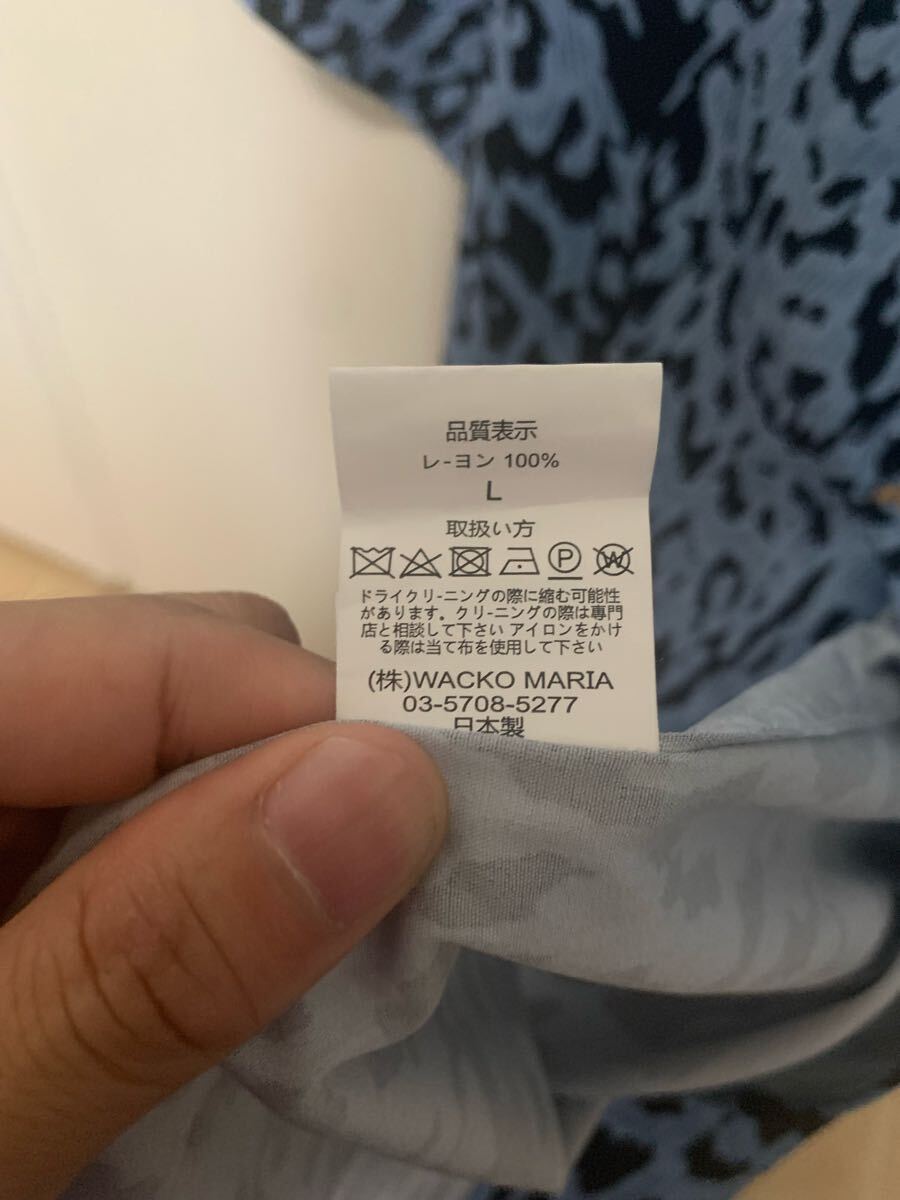 品質表示
レ-ヨン 100%
L
取扱い方
P
W
ドライクリ-ニングの際に縮む可能性
があります。クリ-ニングの際は専門
店と相談して下さい アイロンをかけ
る際は当て布を使用して下さい
(株)WACKO MARIA
03-5708-5277
日本製